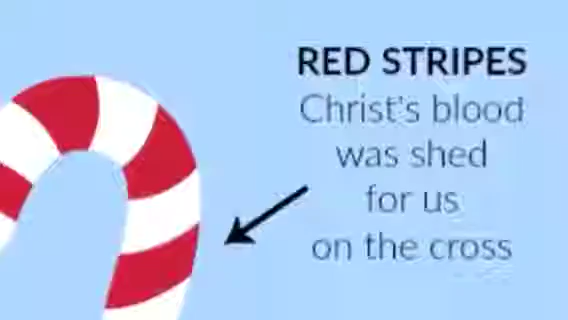 RED STRIPES
Christ's blood
was shed
for us
on the cross